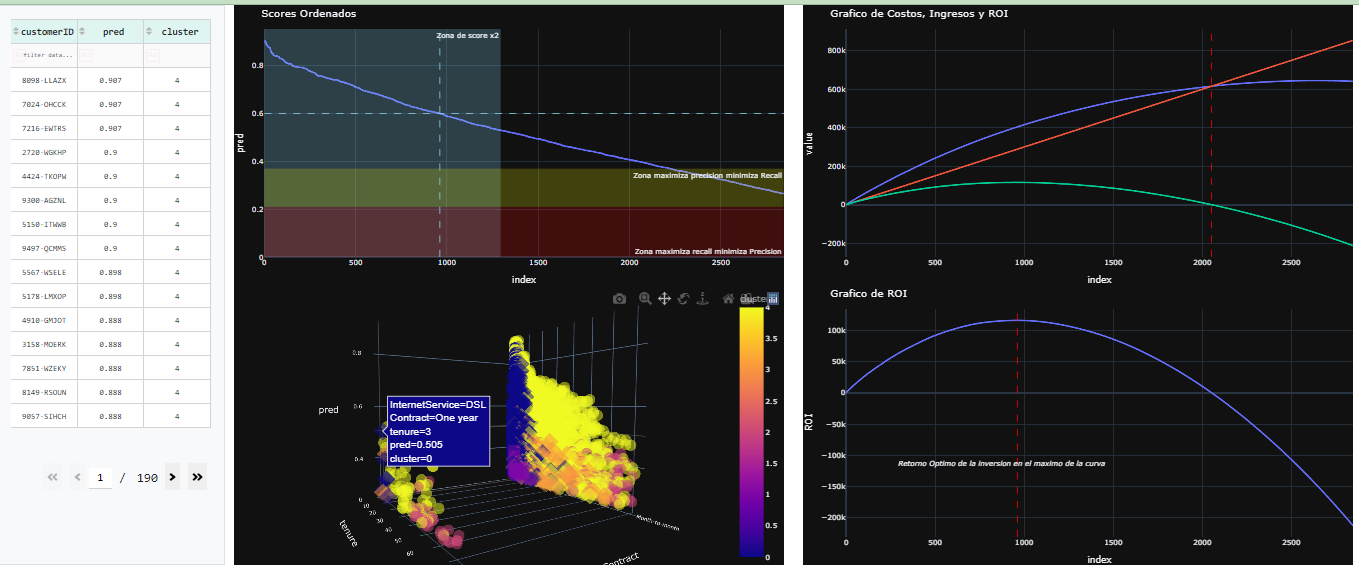 customerID pred cluster
filter data...
8098-LLAZX 0.907 4
7024-OHCCK 0.907 4
7216-EWTRS 0.907 4
2720-WGKHP 0.9 4
4424-TKOPW 0.9 4
9300-AGZNL 0.9 4
5150-ITWWB 0.9 4
9497-QCMMS 0.9 4
5567-WSELE 0.898 4
5178-LMXOP 0.898 4
4910-GMJOT 0.888 4
3158-MOERK 0.888 4
7851-WZEKY 0.888 4
8149-RSOUN 0.888 4
9057-SIHCH 0.888 4
1 / 190
Scores Ordenados
Zona de score x2
0.8
0.6
0.4
0.2
0
pred
Zona maximiza precision minimiza Recall
Zona maximiza recall minimiza Precision
0 500 1000 1500 2000 2500
index
cluster
4
3.5
3
2.5
2
1.5
1
0.5
0
0.8
0.6
0.4
0
pred
InternetService=DSL
Contract=One year
tenure=3
pred=0.505
cluster=0
10
20
30
40
50
60
tenure
Month-to-month
Contract
Grafico de Costos, Ingresos y ROI
800k
600k
400k
200k
0
−200k
value
0 500 1000 1500 2000 2500
index
Grafico de ROI
100k
50k
0
−50k
−100k
−150k
−200k
ROI
Retorno Optimo de la inversion en el maximo de la curva
0 500 1000 1500 2000 2500
index